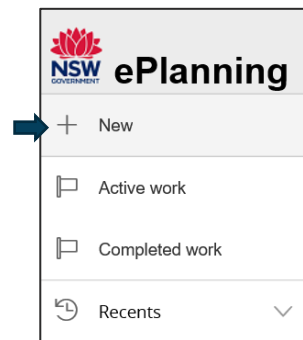 NSW
GOVERNMENT
ePlanning
New
Active work
Completed work
Recents